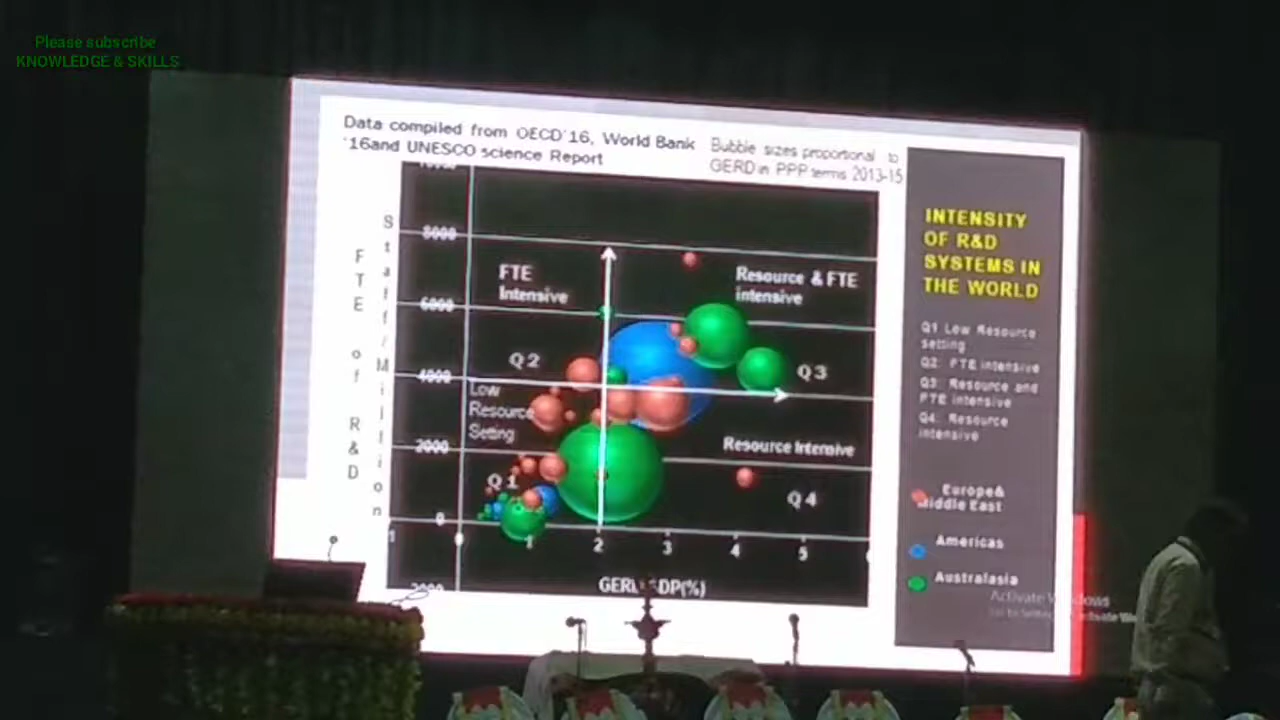 Please subscribe
KNOWLEDGE & SKILLS
Data compiled from OECD'16, World Bank
'16and UNESCO science Report
Bubble sizes proportional to
GERD in PPP terms 2013-15
FTE of R&D
Staff/Million
8000
6000
4000
2000
0
FTE
Intensive
Resource & FTE
intensive
Q2
Q3
Low
Resource
Setting
Resource Intensive
Q1
Q4
1
0
1
2
3
4
5
INTENSITY
OF R&D
SYSTEMS IN
THE WORLD
Q1 Low Resource
setting
Q2: FTE intensive
Q3: Resource and
FTE intensive
Q4: Resource
intensive
Europe&
Middle East
Americas
Australasia